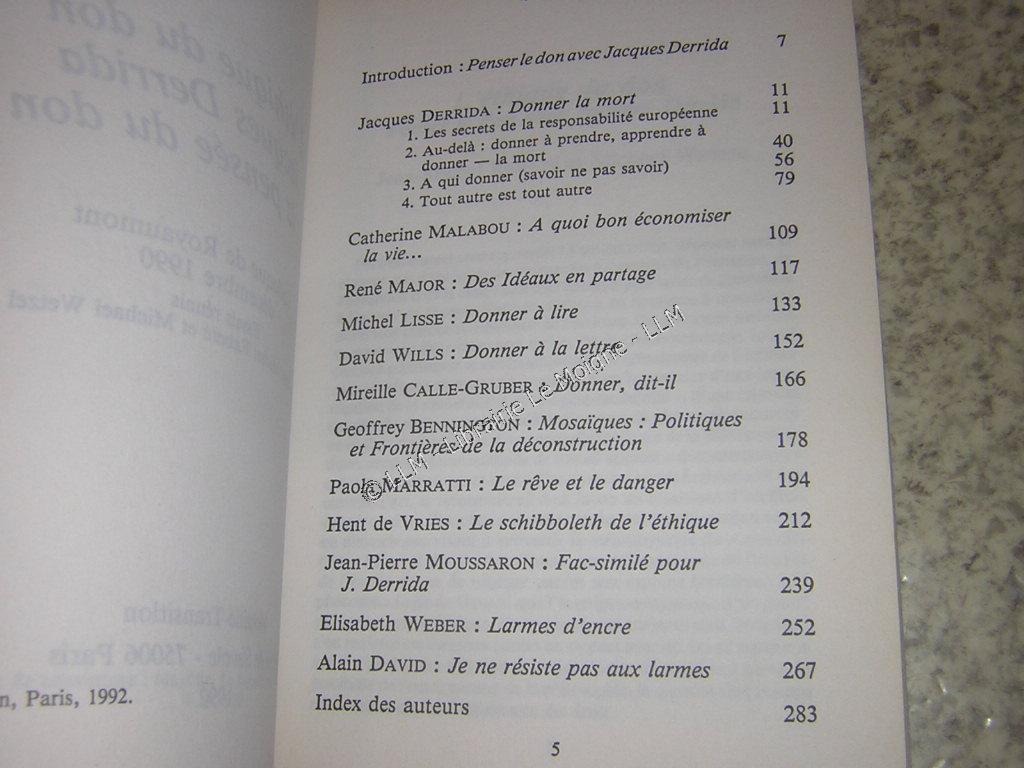 Introduction : Penser le don avec Jacques Derrida 7
Jacques DERRIDA : Donner la mort 11
1. Les secrets de la responsabilité européenne 11
2. Au-delà : donner à prendre, apprendre à
donner — la mort 40
3. A qui donner (savoir ne pas savoir) 56
4. Tout autre est tout autre 79
Catherine MALABOU : A quoi bon économiser
la vie... 109
René MAJOR : Des Idéaux en partage 117
Michel LISSE : Donner à lire 133
David WILLS : Donner à la lettre 152
Mireille CALLE-GRUBER : Donner, dit-il 166
Geoffrey BENNINGTON : Mosaïques : Politiques
et Frontières de la déconstruction 178
Paola MARRATTI : Le rêve et le danger 194
Hent de VRIES : Le schibboleth de l'éthique 212
Jean-Pierre MOUSSARON : Fac-similé pour
J. Derrida 239
Elisabeth WEBER : Larmes d'encre 252
Alain DAVID : Je ne résiste pas aux larmes 267
Index des auteurs 283
5
© LLM - Librairie Le Moigne - LLM
n, Paris, 1992.